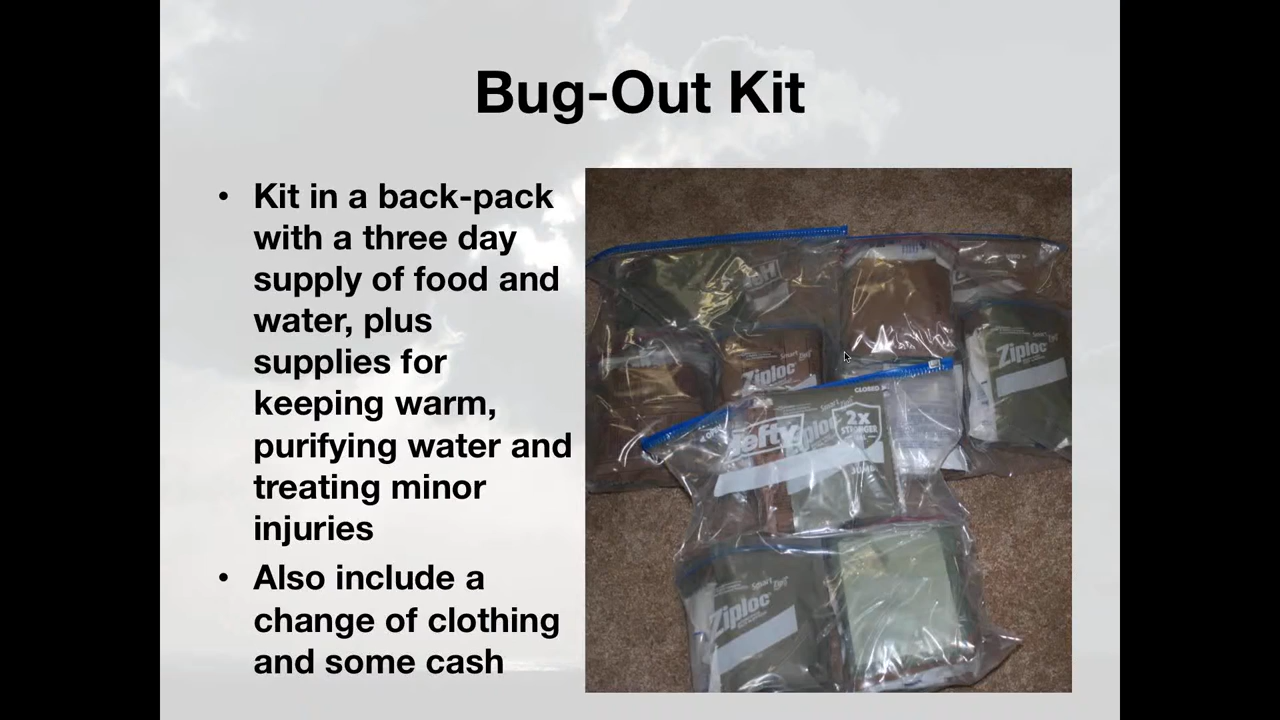 Bug-Out Kit
• Kit in a back-pack
with a three day
supply of food and
water, plus
supplies for
keeping warm,
purifying water and
treating minor
injuries
• Also include a
change of clothing
and some cash
Ziploc
Ziploc
CLOSED
Hefty
Ziploc
2x
STRONGER
JUMBO
Ziploc